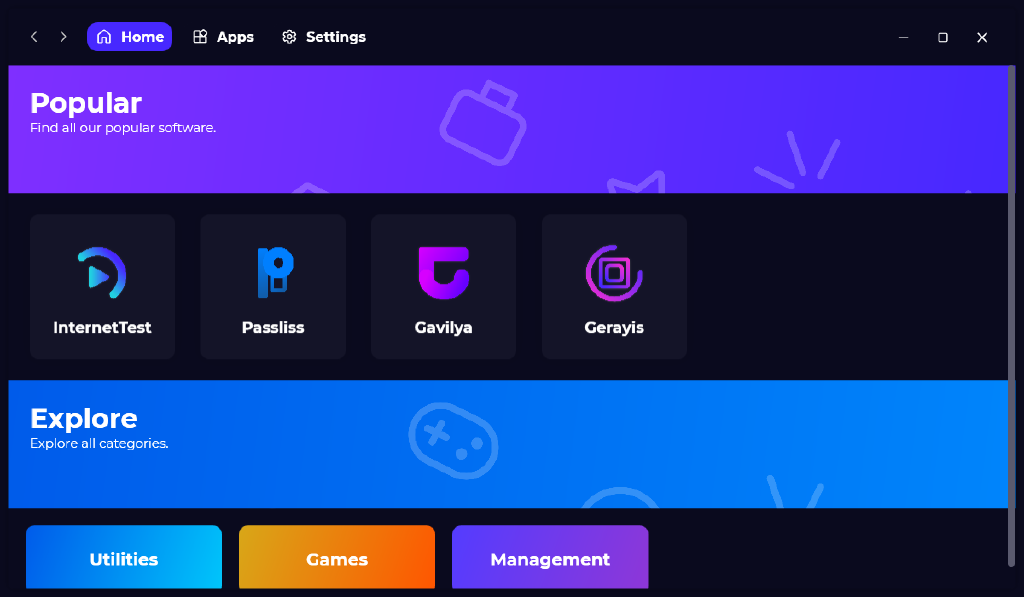 Home
Apps
Settings
Popular
Find all our popular software.
InternetTest
Passliss
Gavilya
Gerayis
Explore
Explore all categories.
Utilities
Games
Management